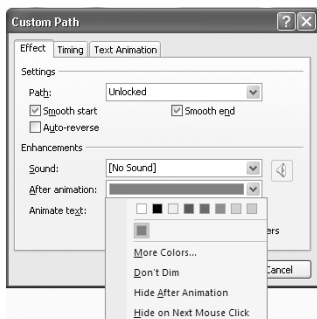 Custom Path
Effect Timing Text Animation
Settings
Path: Unlocked
Smooth start Smooth end
Auto-reverse
Enhancements
Sound: [No Sound]
After animation:
Animate text:
ers
More Colors...
Don't Dim
Cancel
Hide After Animation
Hide on Next Mouse Click